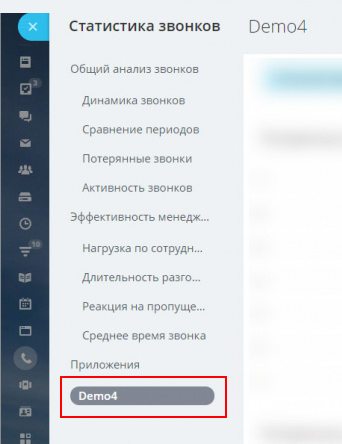 Статистика звонков
Demo4
Общий анализ звонков
Динамика звонков
Сравнение периодов
Потерянные звонки
Активность звонков
Эффективность менедж...
Нагрузка по сотрудн...
Длительность разго...
Реакция на пропуще...
Среднее время звонка
Приложения
Demo4
3
10